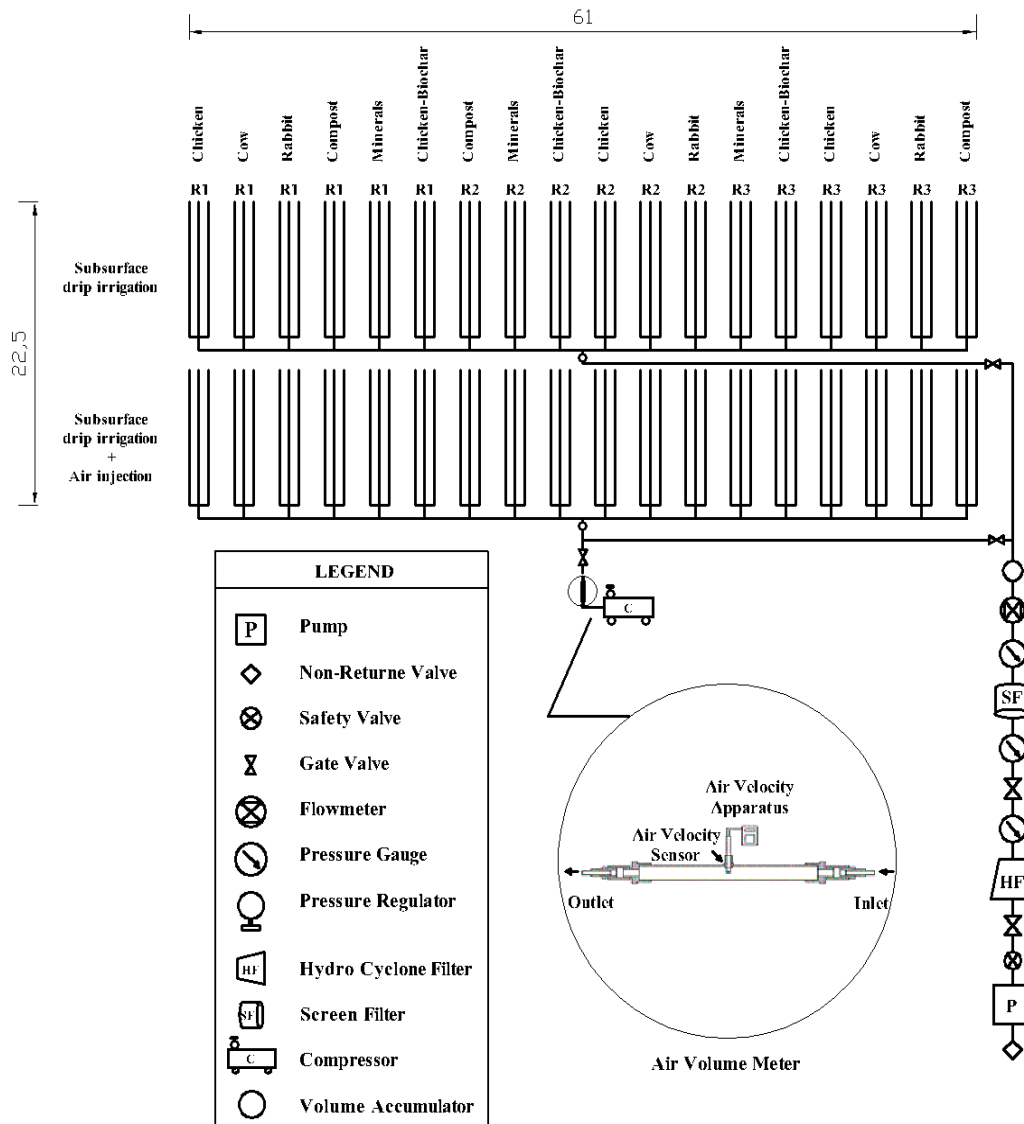 61
Chicken
Cow
Rabbit
Compost
Minerals
Chicken-Biochar
Compost
Minerals
Chicken-Biochar
Chicken
Cow
Rabbit
Minerals
Chicken-Biochar
Chicken
Cow
Rabbit
Compost
R1 R1 R1 R1 R1 R1 R2 R2 R2 R2 R2 R2 R3 R3 R3 R3 R3 R3
22,5
Subsurface
drip irrigation
Subsurface
drip irrigation
+
Air injection
C
SF
HF
P
LEGEND
P Pump
Non-Returne Valve
Safety Valve
Gate Valve
Flowmeter
Pressure Gauge
Pressure Regulator
HF Hydro Cyclone Filter
SF Screen Filter
C Compressor
Volume Accumulator
Air Velocity
Apparatus
Air Velocity
Sensor
Outlet
Inlet
Air Volume Meter